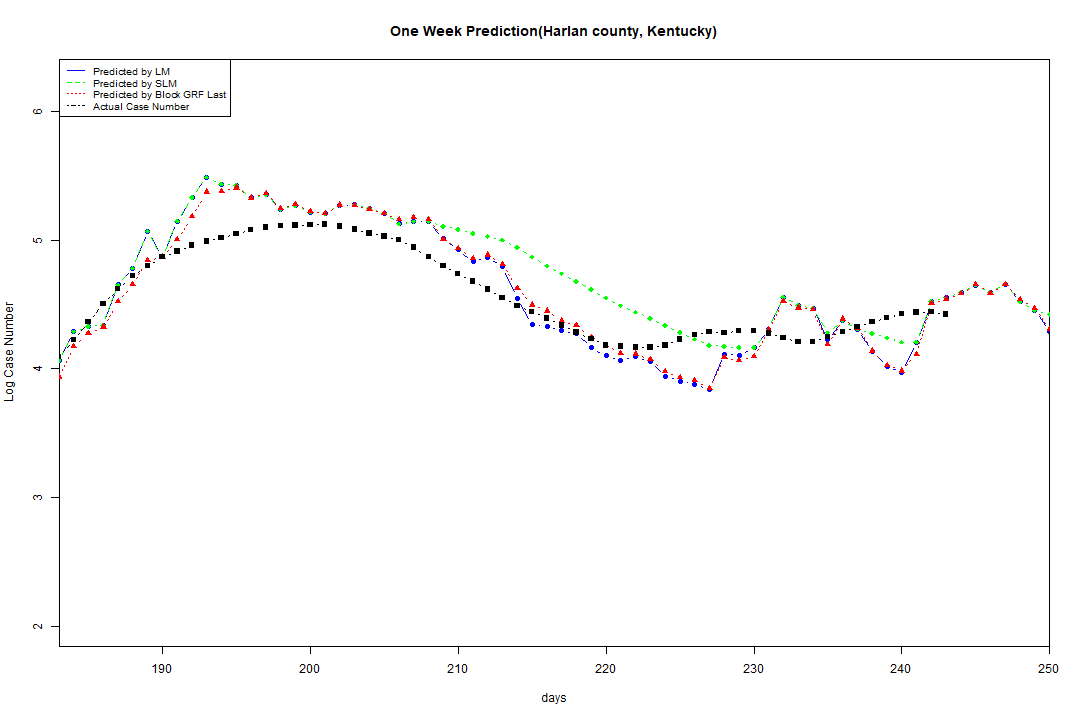 One Week Prediction(Harlan county, Kentucky)
Predicted by LM
Predicted by SLM
Predicted by Block GRF Last
Actual Case Number
6
5
4
3
2
Log Case Number
190 200 210 220 230 240 250
days